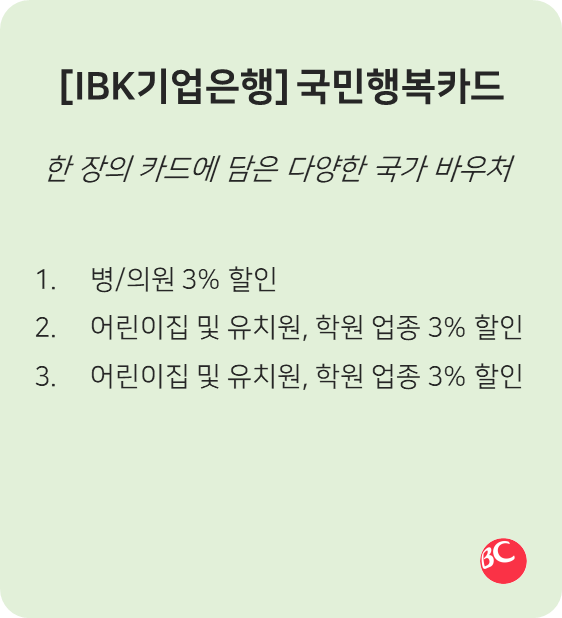 [IBK기업은행] 국민행복카드
한 장의 카드에 담은 다양한 국가 바우처
1. 병/의원 3% 할인
2. 어린이집 및 유치원, 학원 업종 3% 할인
3. 어린이집 및 유치원, 학원 업종 3% 할인
BC